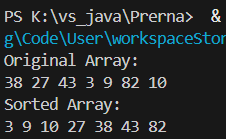 PS K:\vs_java\Prerna> &
g\Code\User\workspaceStor
Original Array:
38 27 43 3 9 82 10
Sorted Array:
3 9 10 27 38 43 82